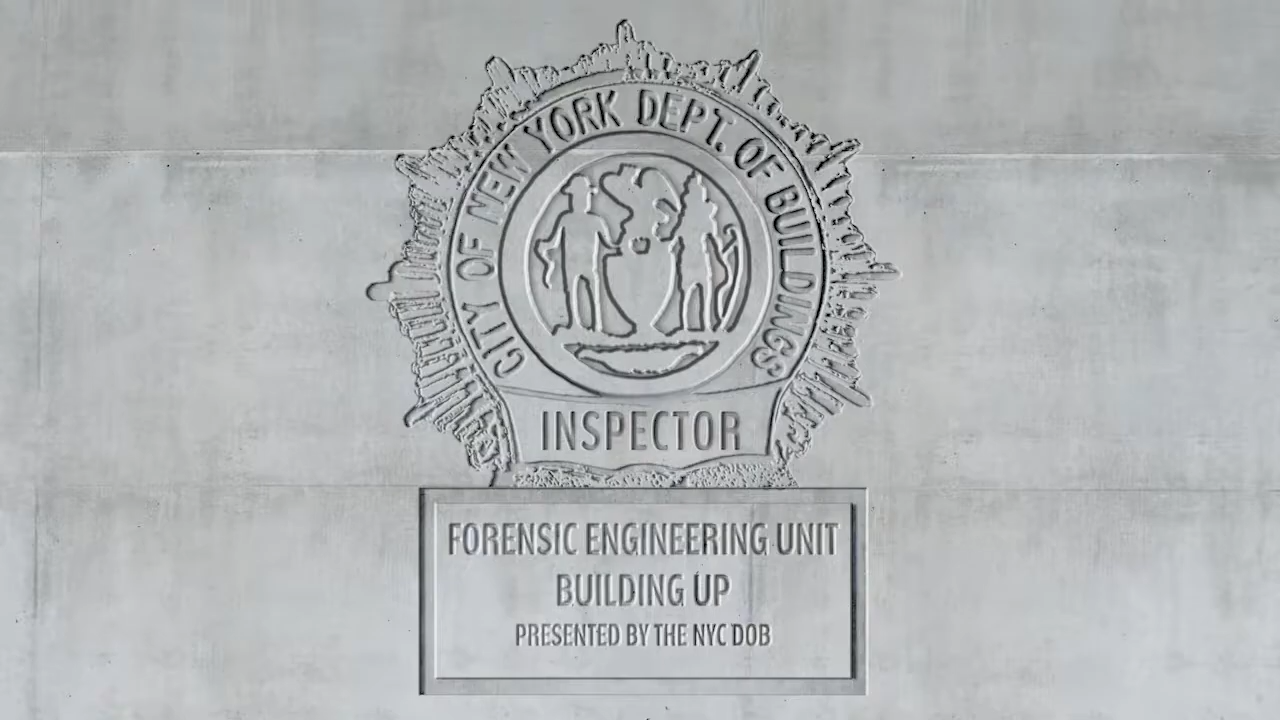 CITY OF NEW YORK DEPT. OF BUILDINGS
INSPECTOR
FORENSIC ENGINEERING UNIT
BUILDING UP
PRESENTED BY THE NYC DOB